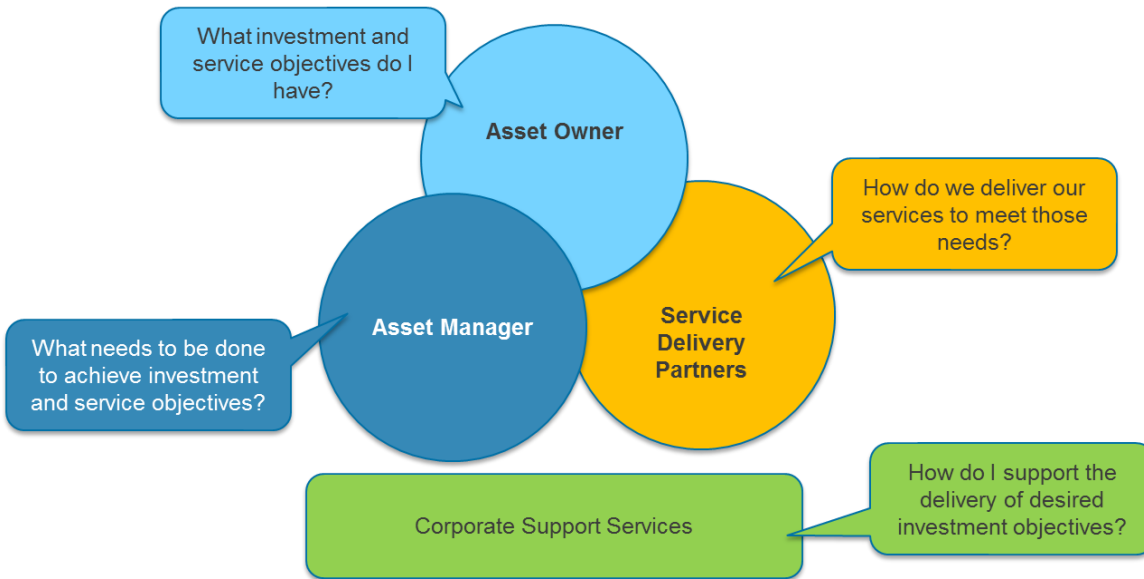 What investment and
service objectives do I
have?
Asset Owner
How do we deliver our
services to meet those
needs?
Asset Manager
Service
Delivery
Partners
What needs to be done
to achieve investment
and service objectives?
Corporate Support Services
How do I support the
delivery of desired
investment objectives?